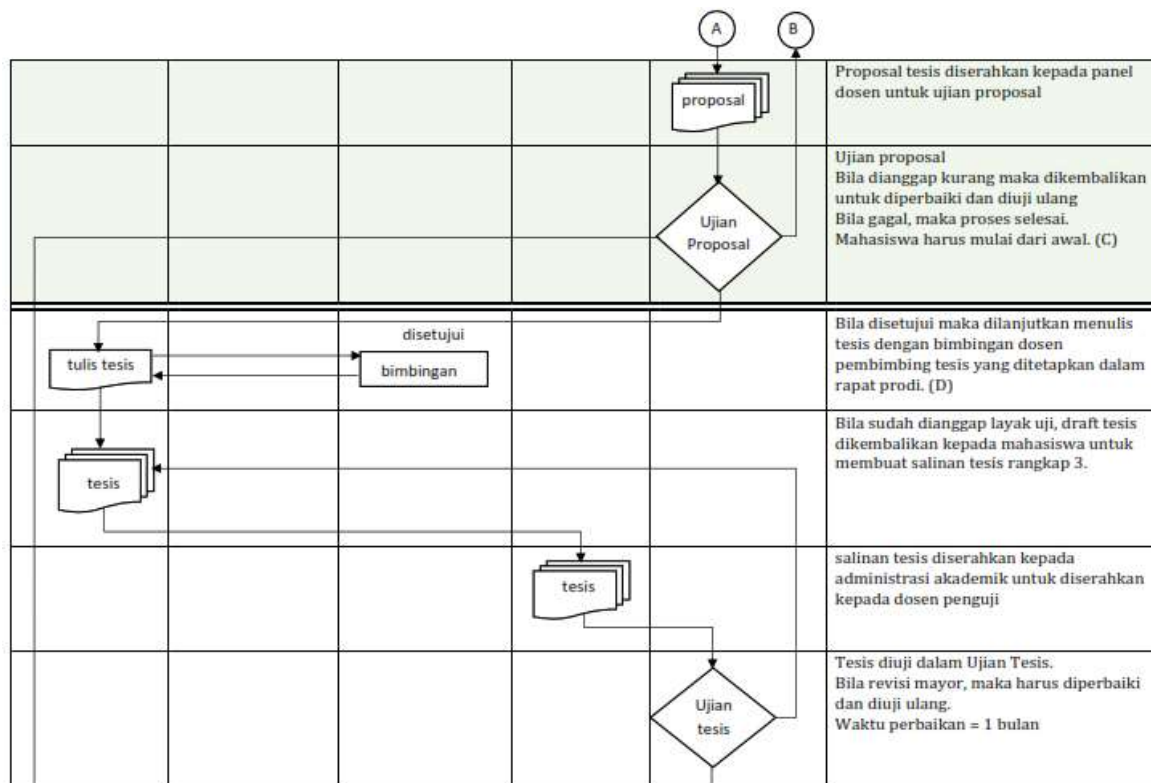 A
B
proposal
Proposal tesis diserahkan kepada panel
dosen untuk ujian proposal
Ujian
Proposal
Ujian proposal
Bila dianggap kurang maka dikembalikan
untuk diperbaiki dan diuji ulang
Bila gagal, maka proses selesai.
Mahasiswa harus mulai dari awal. (C)
disetujui
tulis tesis
bimbingan
Bila disetujui maka dilanjutkan menulis
tesis dengan bimbingan dosen
pembimbing tesis yang ditetapkan dalam
rapat prodi. (D)
tesis
Bila sudah dianggap layak uji, draft tesis
dikembalikan kepada mahasiswa untuk
membuat salinan tesis rangkap 3.
tesis
salinan tesis diserahkan kepada
administrasi akademik untuk diserahkan
kepada dosen penguji
Ujian
tesis
Tesis diuji dalam Ujian Tesis.
Bila revisi mayor, maka harus diperbaiki
dan diuji ulang.
Waktu perbaikan = 1 bulan